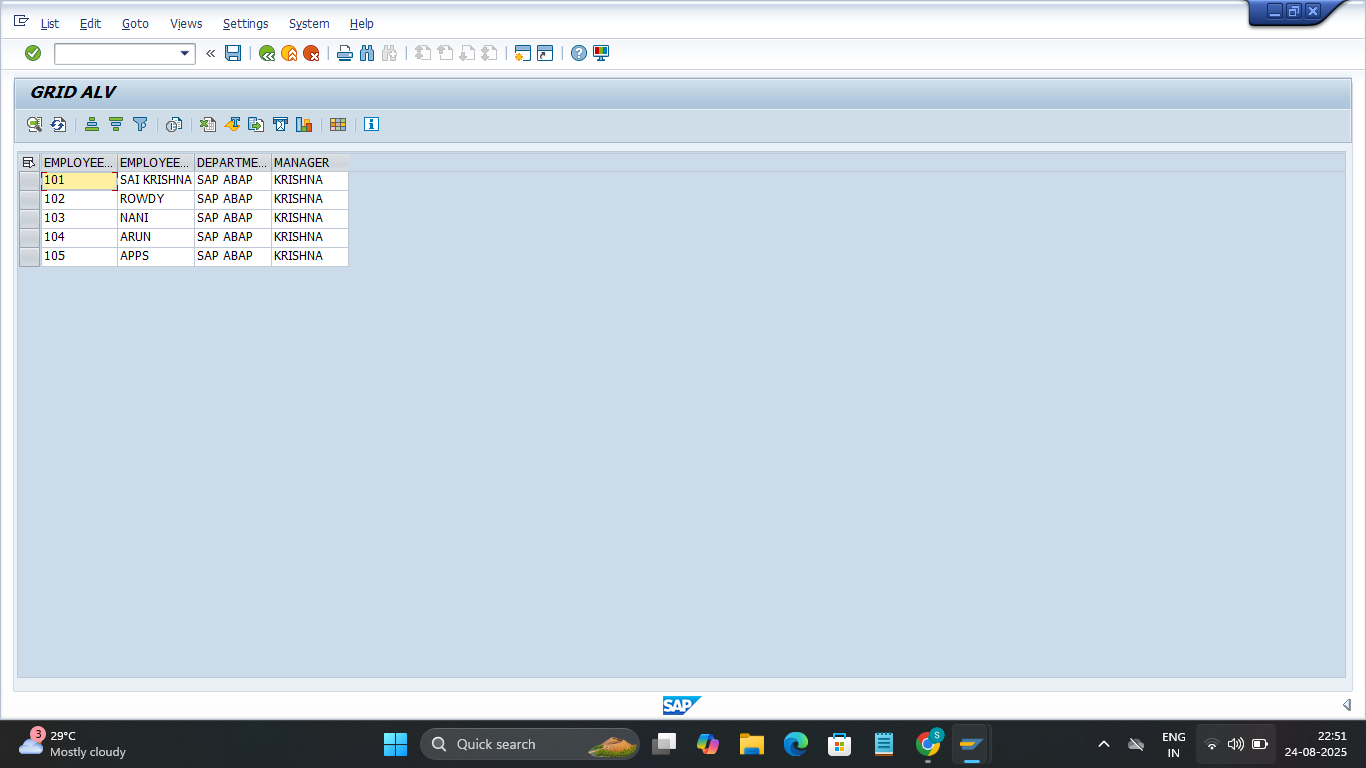 List Edit Goto Views Settings System Help
GRID ALV
EMPLOYEE... EMPLOYEE... DEPARTME... MANAGER
101 SAI KRISHNA SAP ABAP KRISHNA
102 ROWDY SAP ABAP KRISHNA
103 NANI SAP ABAP KRISHNA
104 ARUN SAP ABAP KRISHNA
105 APPS SAP ABAP KRISHNA
SAP
3 29°C
Mostly cloudy
Quick search
S
ENG
IN
22:51
24-08-2025